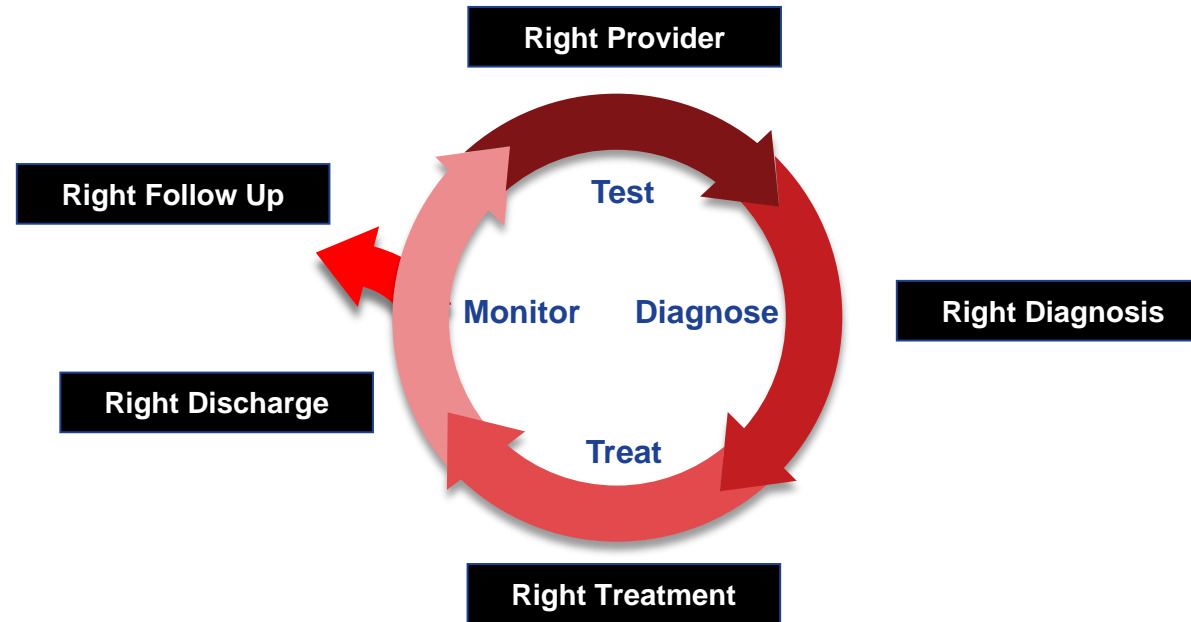 Right Provider
Right Follow Up
Test
Monitor
Diagnose
Right Diagnosis
Right Discharge
Treat
Right Treatment